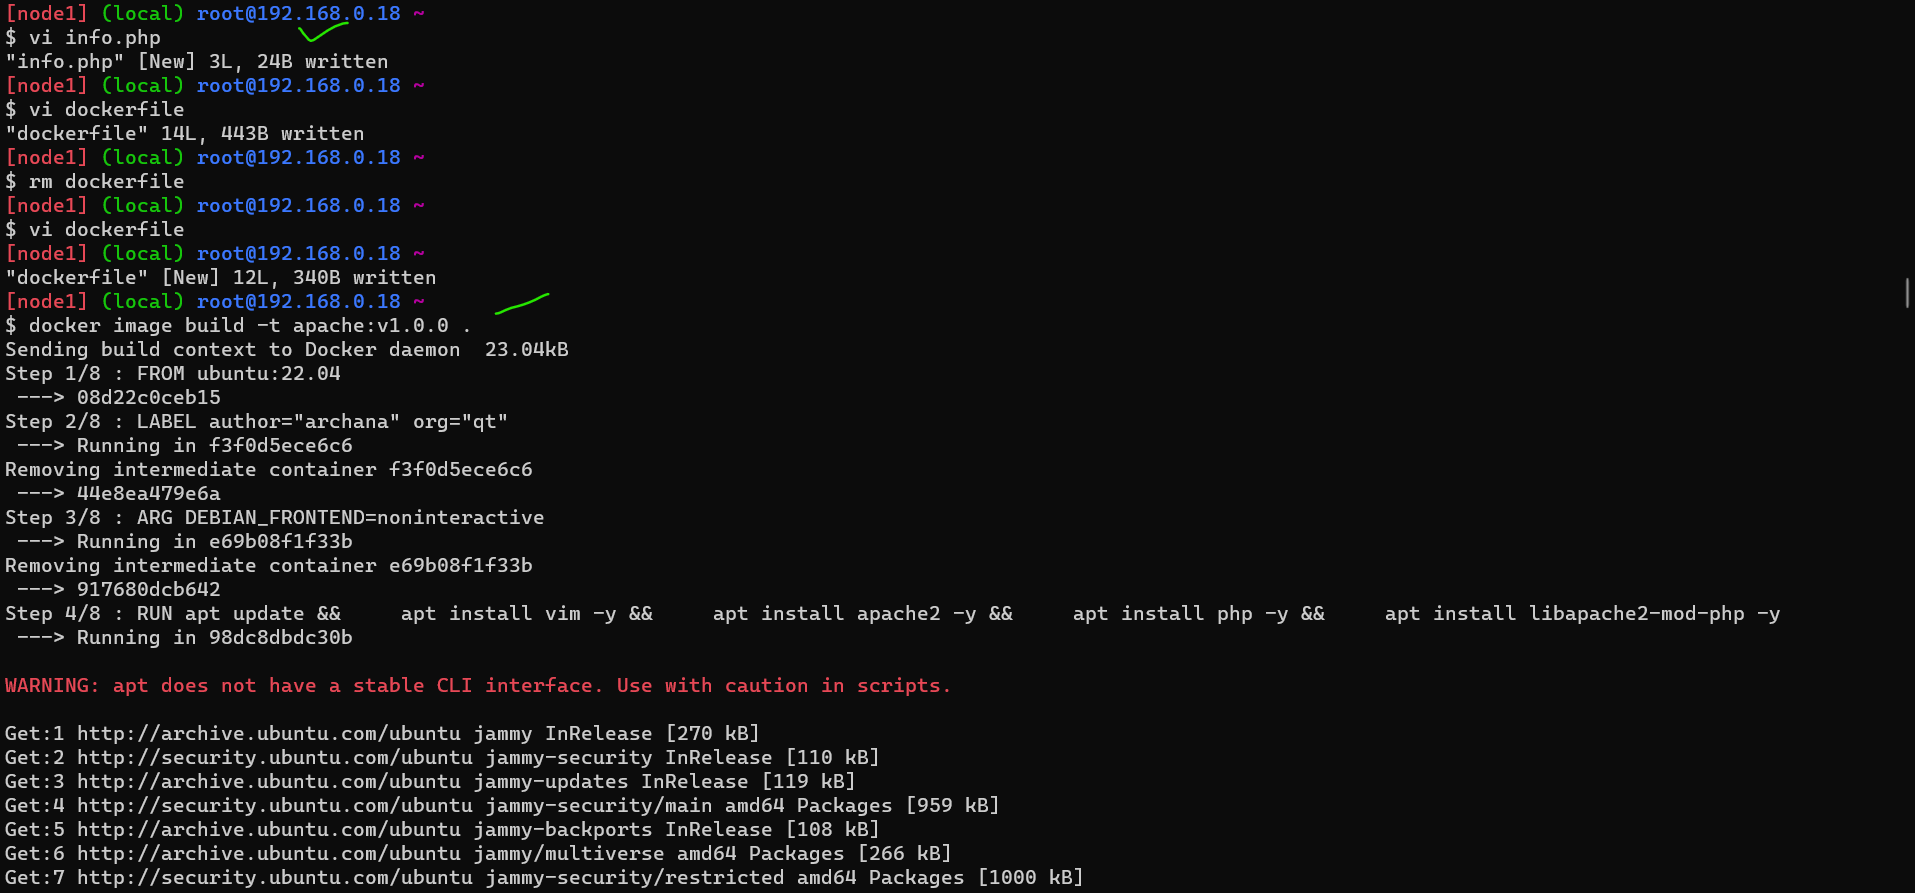 [node1] (local) root@192.168.0.18 ~
$ vi info.php
"info.php" [New] 3L, 24B written
[node1] (local) root@192.168.0.18 ~
$ vi dockerfile
"dockerfile" 14L, 443B written
[node1] (local) root@192.168.0.18 ~
$ rm dockerfile
[node1] (local) root@192.168.0.18 ~
$ vi dockerfile
[node1] (local) root@192.168.0.18 ~
"dockerfile" [New] 12L, 340B written
[node1] (local) root@192.168.0.18 ~
$ docker image build -t apache:v1.0.0 .
Sending build context to Docker daemon  23.04kB
Step 1/8 : FROM ubuntu:22.04
 ---> 08d22c0ceb15
Step 2/8 : LABEL author="archana" org="qt"
 ---> Running in f3f0d5ece6c6
Removing intermediate container f3f0d5ece6c6
 ---> 44e8ea479e6a
Step 3/8 : ARG DEBIAN_FRONTEND=noninteractive
 ---> Running in e69b08f1f33b
Removing intermediate container e69b08f1f33b
 ---> 917680dcb642
Step 4/8 : RUN apt update &&     apt install vim -y &&     apt install apache2 -y &&     apt install php -y &&     apt install libapache2-mod-php -y
 ---> Running in 98dc8dbdc30b
WARNING: apt does not have a stable CLI interface. Use with caution in scripts.
Get:1 http://archive.ubuntu.com/ubuntu jammy InRelease [270 kB]
Get:2 http://security.ubuntu.com/ubuntu jammy-security InRelease [110 kB]
Get:3 http://archive.ubuntu.com/ubuntu jammy-updates InRelease [119 kB]
Get:4 http://security.ubuntu.com/ubuntu jammy-security/main amd64 Packages [959 kB]
Get:5 http://archive.ubuntu.com/ubuntu jammy-backports InRelease [108 kB]
Get:6 http://archive.ubuntu.com/ubuntu jammy/multiverse amd64 Packages [266 kB]
Get:7 http://security.ubuntu.com/ubuntu jammy-security/restricted amd64 Packages [1000 kB]